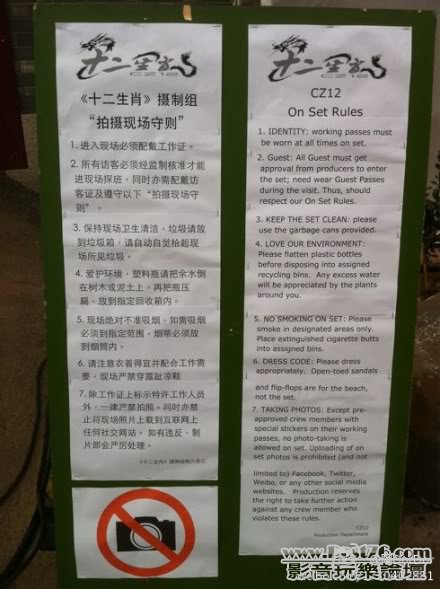 十二生肖
CZ12
《十二生肖》摄制组
“拍摄现场守则”
1. 进入现场必须配戴工作证。
2. 所有访客必须经监制核准才能
进现场探班，同时亦需配戴访
客证及遵守以下“拍摄现场守
则”。
3. 保持现场卫生清洁，垃圾请放
到垃圾箱，请自动自觉拾起现
场所见垃圾。
4. 爱护环境，塑料瓶请把余水倒
在树木或泥土上，再把瓶压
扁，放到指定回收箱内。
5. 现场绝对不准吸烟，如需吸烟
必须到指定范围，烟蒂必须放
到烟筒内。
6. 请注意衣着得宜并配合工作需
要，现场严禁穿露趾凉鞋
7. 除工作证上标示特许工作人员
外，一律严禁拍照。同时亦禁
止将现场照片上载到互联网上
任何社交网站。如有违反，制
片部会严厉处理。
《十二生肖》摄制组制片部示
十二生肖
CZ12
CZ12
On Set Rules
1. IDENTITY: working passes must
be worn at all times on set.
2. Guest: All Guest must get
approval from producers to enter
the set; need wear Guest Passes
during the visit. Thus, should
respect our On Set Rules.
3. KEEP THE SET CLEAN: please
use the garbage cans provided.
4. LOVE OUR ENVIRONMENT:
Please flatten plastic bottles
before disposing into assigned
recycling bins. Any excess water
will be appreciated by the plants
around you.
5. NO SMOKING ON SET: Please
smoke in designated areas only.
Place extinguished cigarette butts
into assigned bins.
6. DRESS CODE: Please dress
appropriately. Open-toed sandals
and flip-flops are for the beach,
not the set.
7. TAKING PHOTOS: Except pre-
approved crew members with
special stickers on their working
passes, no photo-taking is
allowed on set. Uploading of on
set photos is prohibited (and not
limited to) Facebook, Twitter,
Weibo, or any other social media
websites. Production reserves
the right to take further action
against any crew member who
violates these rules.
CZ12
Production Department
影音玩樂論壇